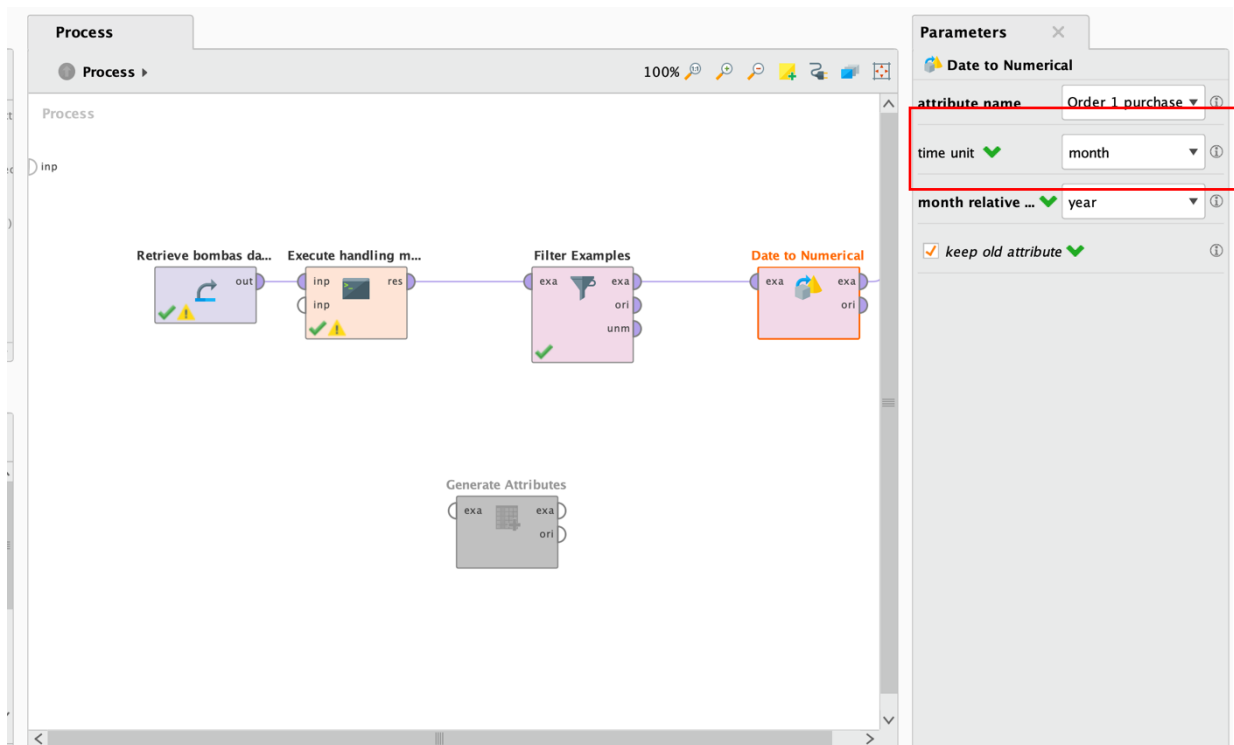 Process
Process
100%
Process
inp
Retrieve bombas da...
out
Execute handling m...
inp
res
inp
Filter Examples
exa
exa
ori
unm
Date to Numerical
exa
exa
ori
Generate Attributes
exa
exa
ori
Parameters
Date to Numerical
attribute name
Order 1 purchase
time unit
month
month relative ...
year
keep old attribute